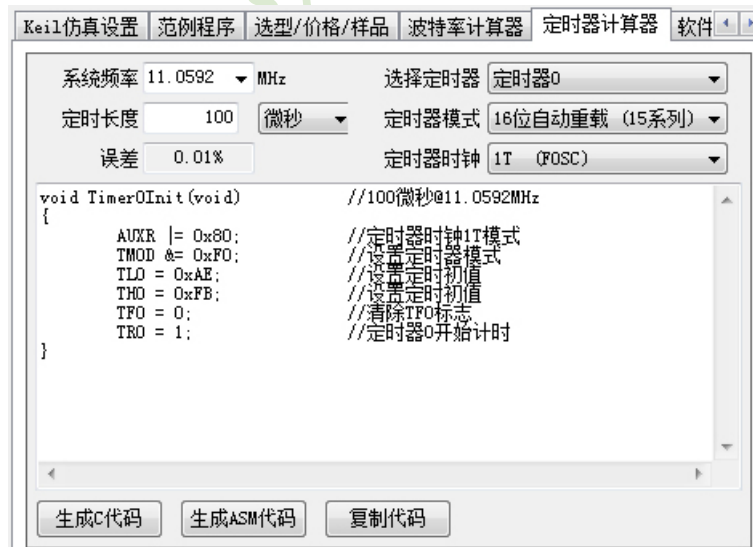 Keil仿真设置 范例程序 选型/价格/样品 波特率计算器 定时器计算器 软件
系统频率 11.0592 MHz 选择定时器 定时器0
定时长度 100 微秒 定时器模式 16位自动重载 (15系列)
误差 0.01% 定时器时钟 1T (FOSC)
void Timer0Init(void) //100微秒@11.0592MHz
{
AUXR |= 0x80; //定时器时钟1T模式
TMOD &= 0xF0; //设置定时器模式
TL0 = 0xAE; //设置定时初值
TH0 = 0xFB; //设置定时初值
TF0 = 0; //清除TF0标志
TR0 = 1; //定时器0开始计时
}
生成C代码 生成ASM代码 复制代码